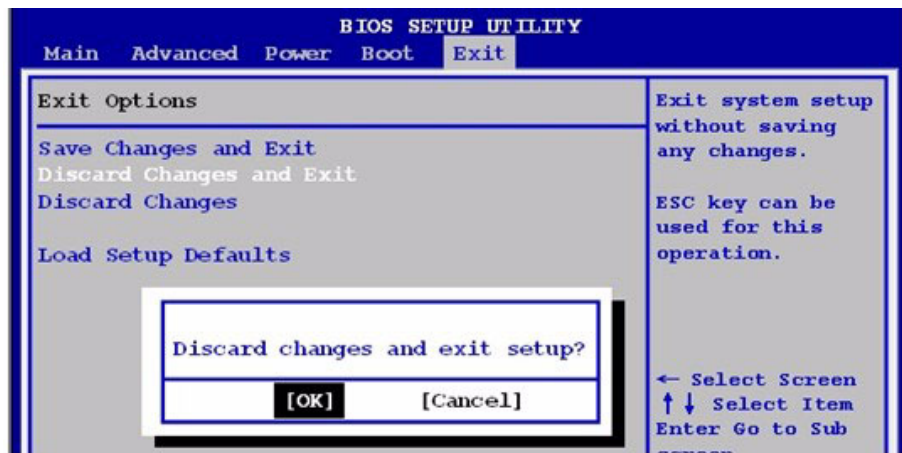 BIOS SETUP UTILITY
Main Advanced Power Boot Exit
Exit Options
Save Changes and Exit
Discard Changes and Exit
Discard Changes
Load Setup Defaults
Discard changes and exit setup?
[OK] [Cancel]
Exit system setup
without saving
any changes.
ESC key can be
used for this
operation.
← Select Screen
↑↓ Select Item
Enter Go to Sub